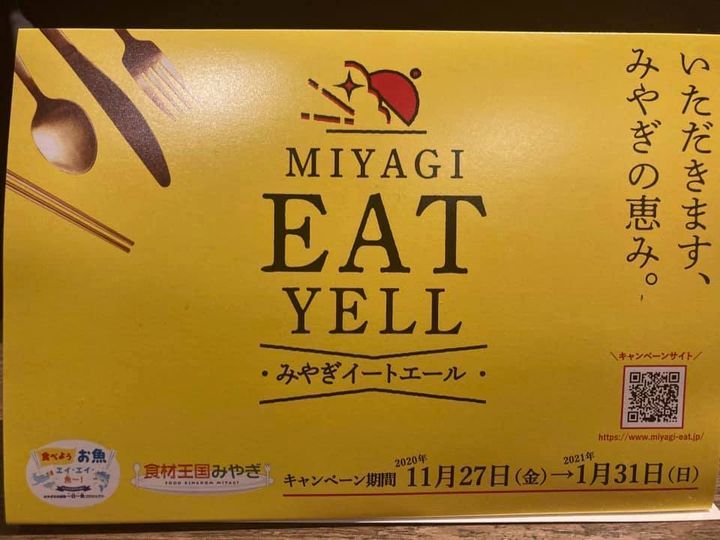 MIYAGI
EAT
YELL
・みやぎイートエール・
いただきます、
みやぎの恵み。
キャンペーンサイト
https://www.miyagi-eat.jp/
食べよう お魚
エイ・エイ・
魚〜!
食材王国みやぎ
FOOD KINGDOM MIYAGI
キャンペーン期間 2020年11月27日(金)→2021年1月31日(日)